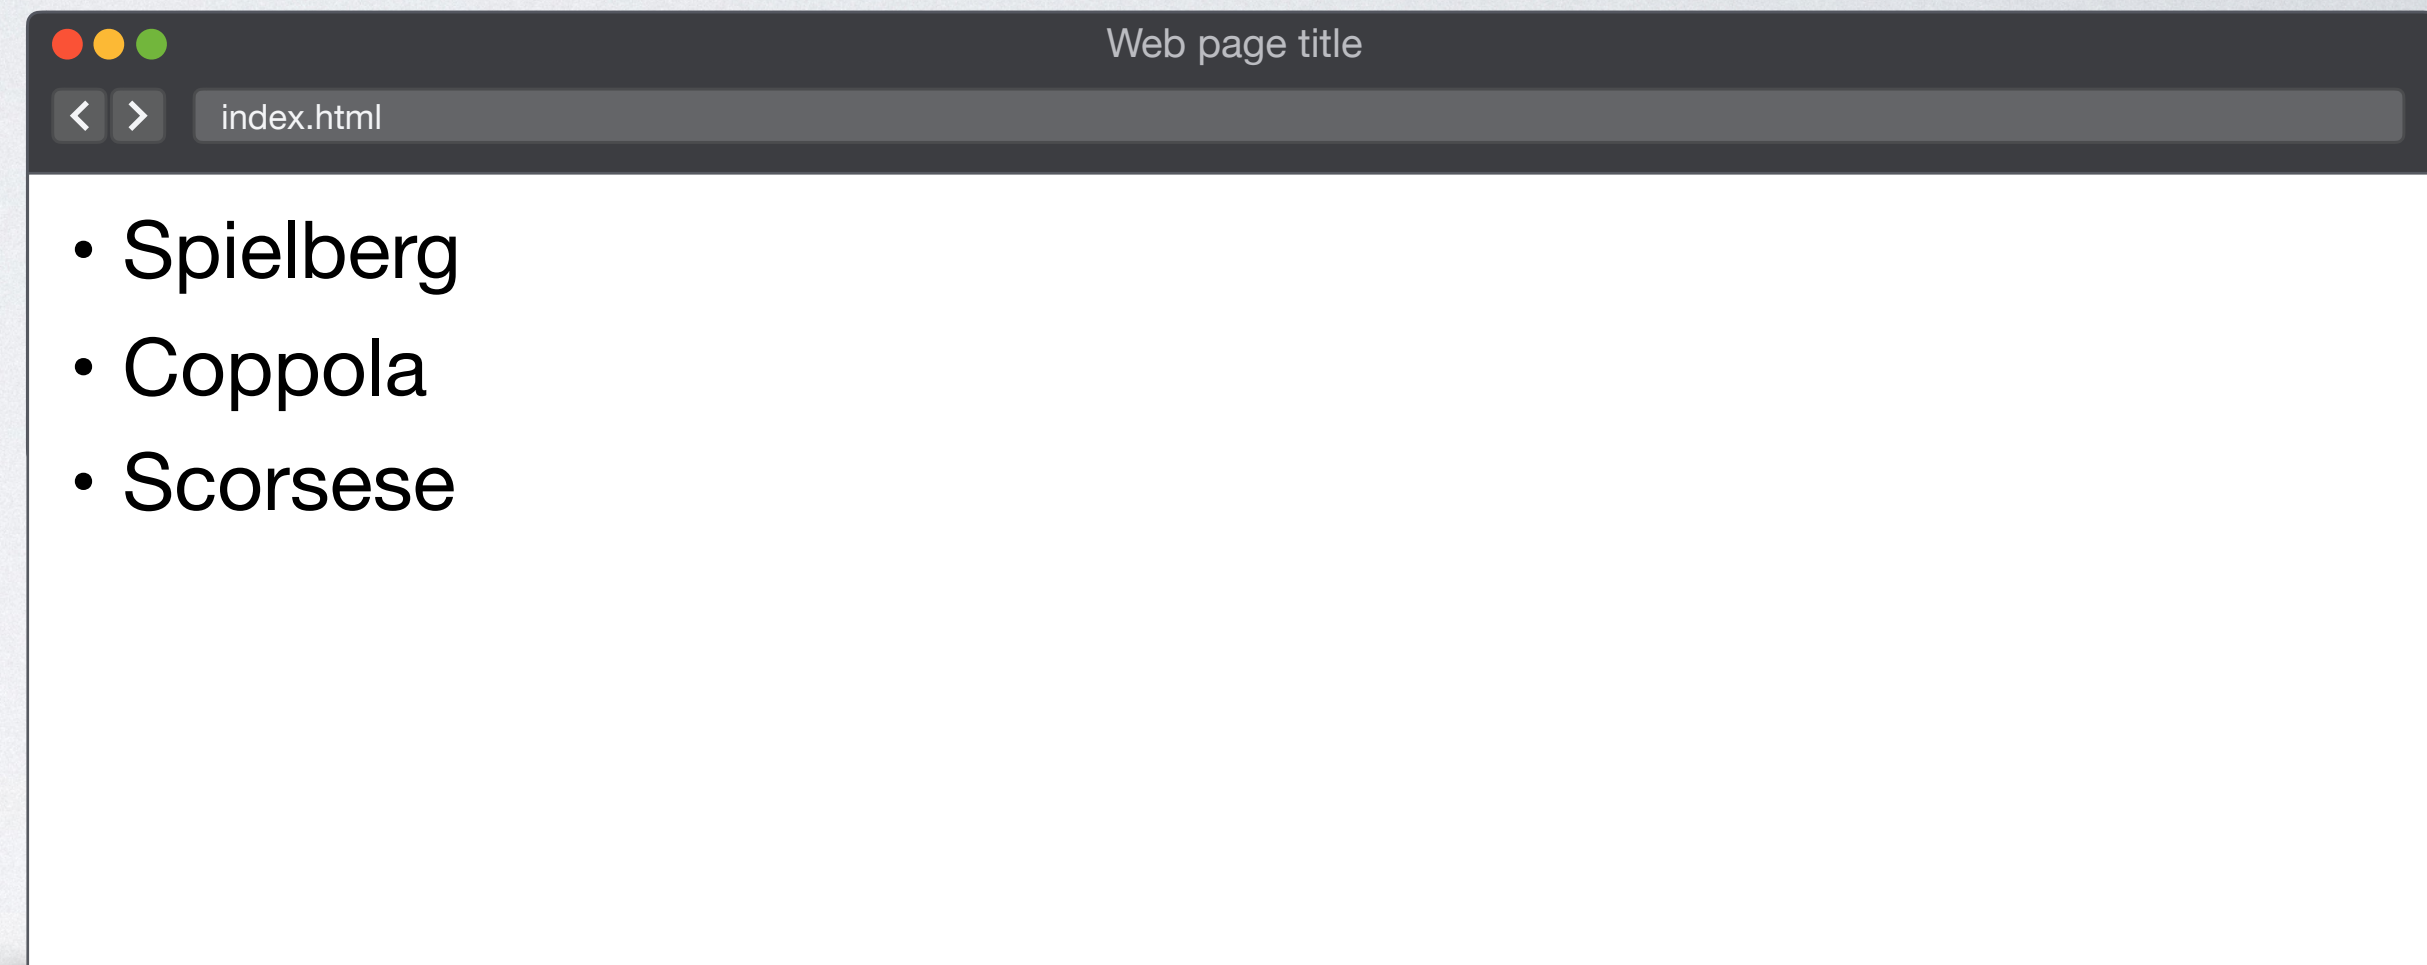 Web page title
index.html
• Spielberg
• Coppola
• Scorsese